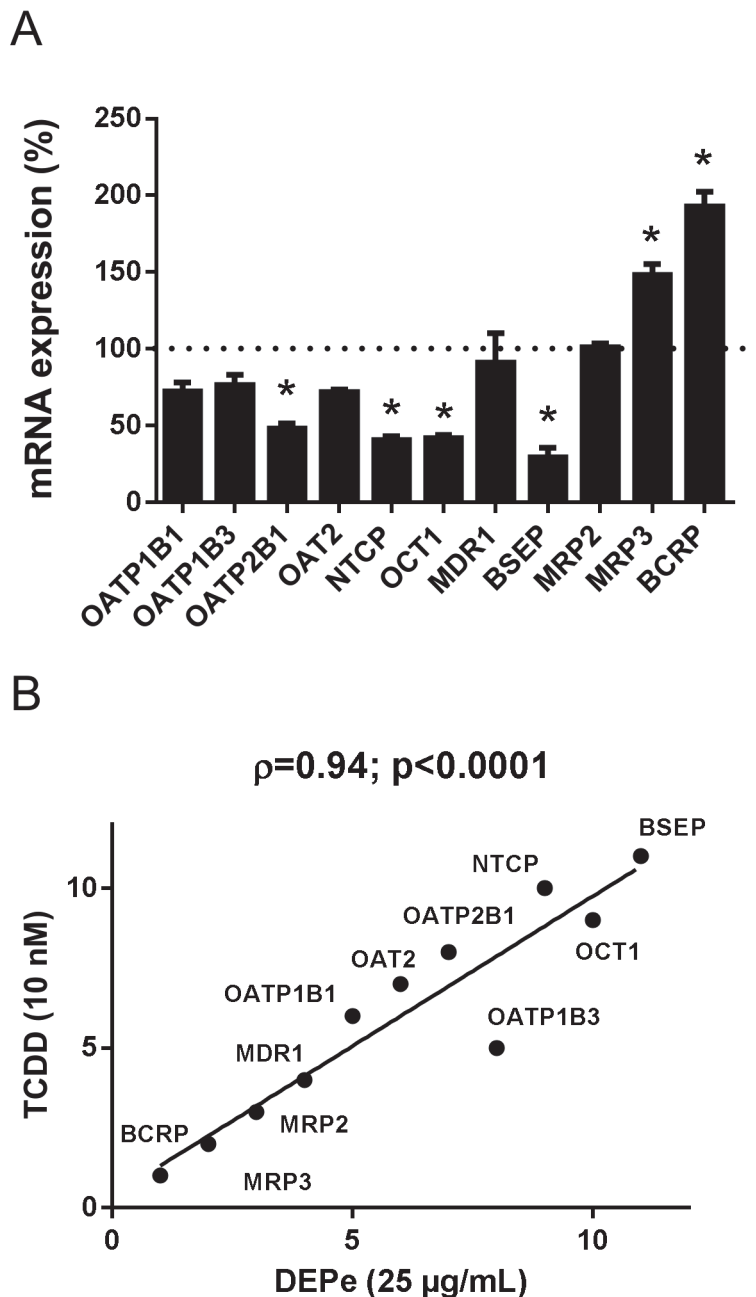 A
mRNA expression (%)
250
200
150
100
50
0
* * * * * *
OATP1B1 OATP1B3 OATP2B1 OAT2 NTCP OCT1 MDR1 BSEP MRP2 MRP3 BCRP
B
ρ=0.94; p<0.0001
TCDD (10 nM)
10
5
0
BSEP
NTCP
OATP2B1
OCT1
OAT2
OATP1B1
OATP1B3
MDR1
BCRP
MRP2
MRP3
0 5 10
DEPe (25 µg/mL)